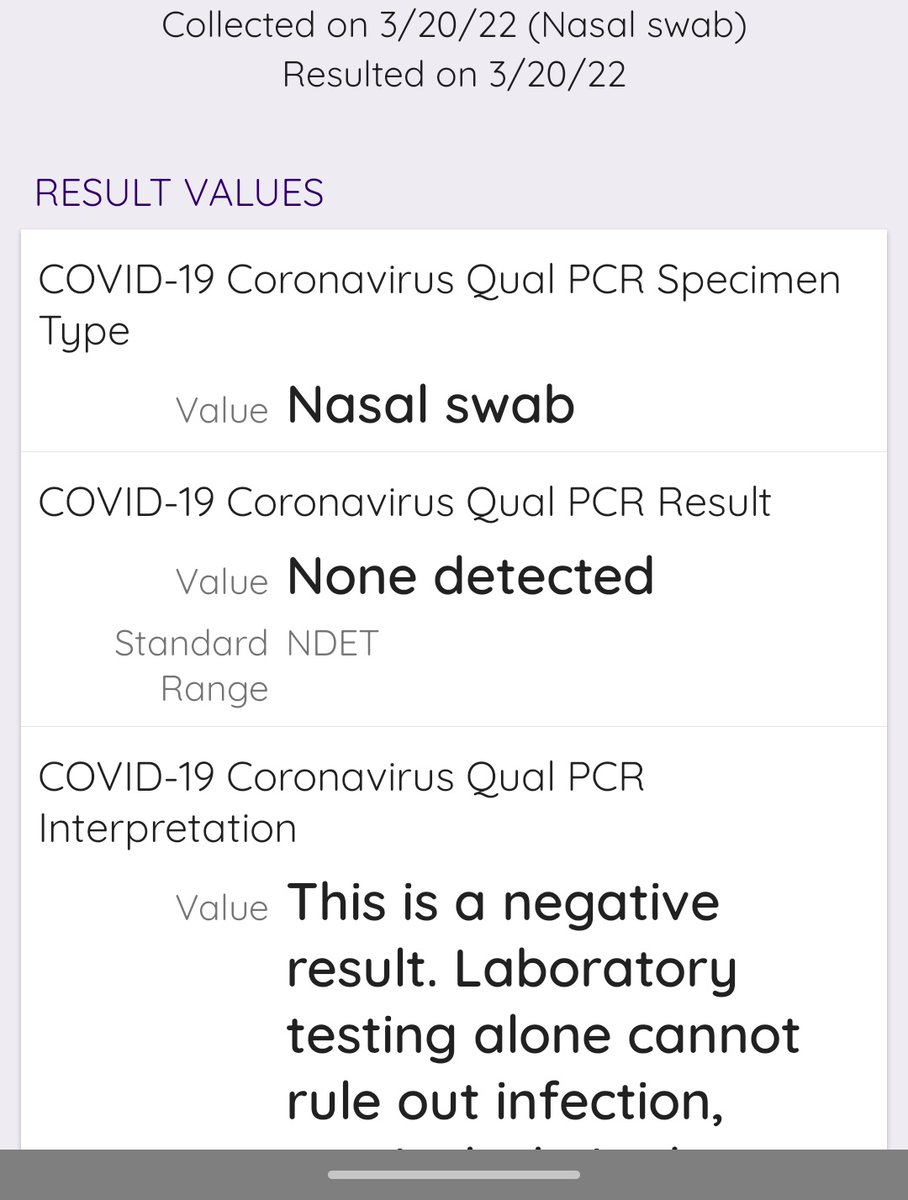 Collected on 3/20/22 (Nasal swab)
Resulted on 3/20/22
RESULT VALUES
COVID-19 Coronavirus Qual PCR Specimen
Type
Value Nasal swab
COVID-19 Coronavirus Qual PCR Result
Value None detected
Standard NDET
Range
COVID-19 Coronavirus Qual PCR
Interpretation
Value This is a negative
result. Laboratory
testing alone cannot
rule out infection,